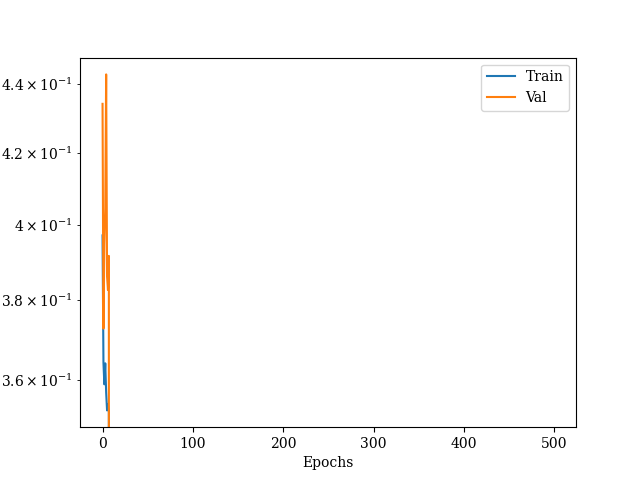 Train
Val
4.4 × 10⁻¹
4.2 × 10⁻¹
4 × 10⁻¹
3.8 × 10⁻¹
3.6 × 10⁻¹
0 100 200 300 400 500
Epochs